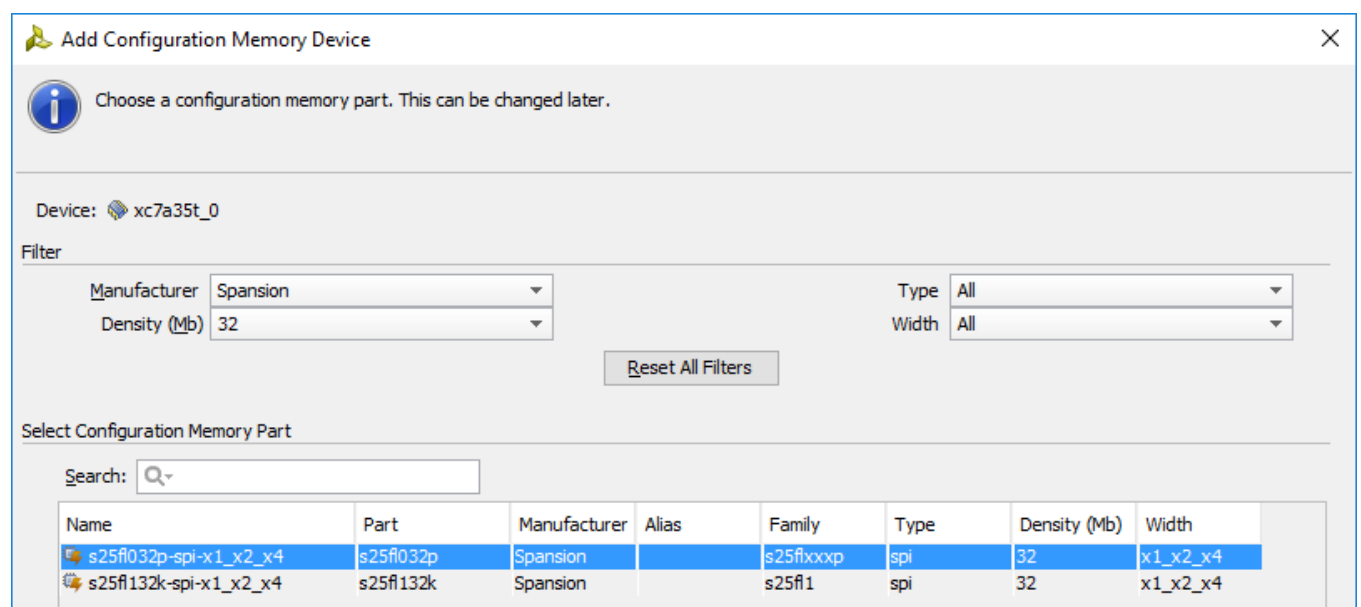 Add Configuration Memory Device
Choose a configuration memory part. This can be changed later.
Device: xc7a35t_0
Filter
Manufacturer Spansion Type All
Density (Mb) 32 Width All
Reset All Filters
Select Configuration Memory Part
Search:
Name Part Manufacturer Alias Family Type Density (Mb) Width
s25fl032p-spi-x1_x2_x4 s25fl032p Spansion s25flxxxp spi 32 x1_x2_x4
s25fl132k-spi-x1_x2_x4 s25fl132k Spansion s25fl1 spi 32 x1_x2_x4